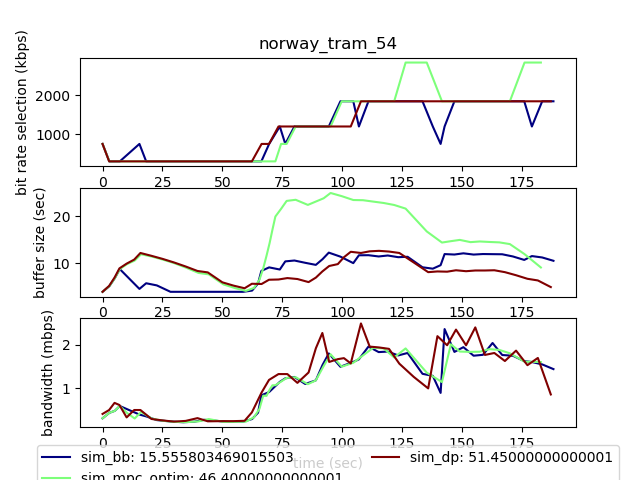 norway_tram_54
bit rate selection (kbps)
2000
1000
0 25 50 75 100 125 150 175
buffer size (sec)
20
10
0 25 50 75 100 125 150 175
bandwidth (mbps)
2
1
0 25 50 75 100 125 150 175
time (sec)
sim_bb: 15.555803469015503 sim_dp: 51.45000000000001
sim_mpc_optim: 46.40000000000001